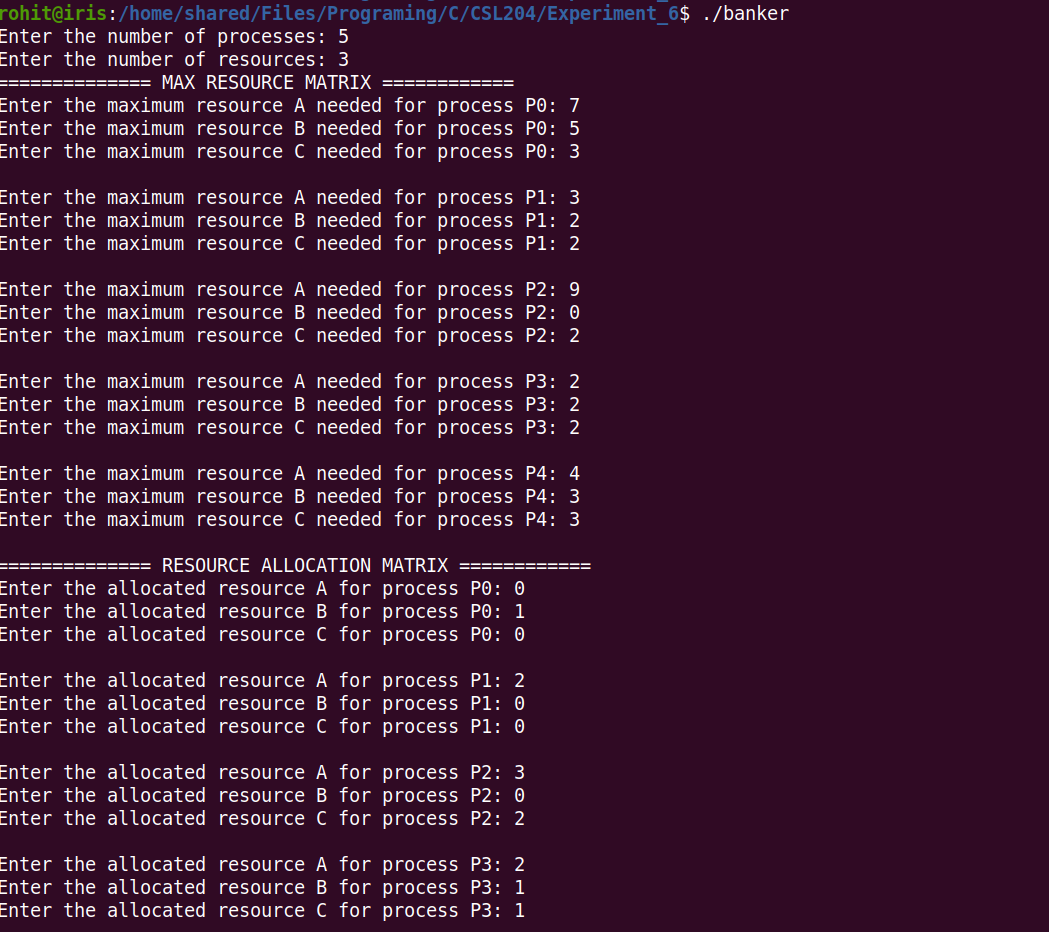 rohit@iris:/home/shared/Files/Programing/C/CSL204/Experiment_6$ ./banker
Enter the number of processes: 5
Enter the number of resources: 3
============== MAX RESOURCE MATRIX ============
Enter the maximum resource A needed for process P0: 7
Enter the maximum resource B needed for process P0: 5
Enter the maximum resource C needed for process P0: 3
Enter the maximum resource A needed for process P1: 3
Enter the maximum resource B needed for process P1: 2
Enter the maximum resource C needed for process P1: 2
Enter the maximum resource A needed for process P2: 9
Enter the maximum resource B needed for process P2: 0
Enter the maximum resource C needed for process P2: 2
Enter the maximum resource A needed for process P3: 2
Enter the maximum resource B needed for process P3: 2
Enter the maximum resource C needed for process P3: 2
Enter the maximum resource A needed for process P4: 4
Enter the maximum resource B needed for process P4: 3
Enter the maximum resource C needed for process P4: 3
============== RESOURCE ALLOCATION MATRIX ============
Enter the allocated resource A for process P0: 0
Enter the allocated resource B for process P0: 1
Enter the allocated resource C for process P0: 0
Enter the allocated resource A for process P1: 2
Enter the allocated resource B for process P1: 0
Enter the allocated resource C for process P1: 0
Enter the allocated resource A for process P2: 3
Enter the allocated resource B for process P2: 0
Enter the allocated resource C for process P2: 2
Enter the allocated resource A for process P3: 2
Enter the allocated resource B for process P3: 1
Enter the allocated resource C for process P3: 1